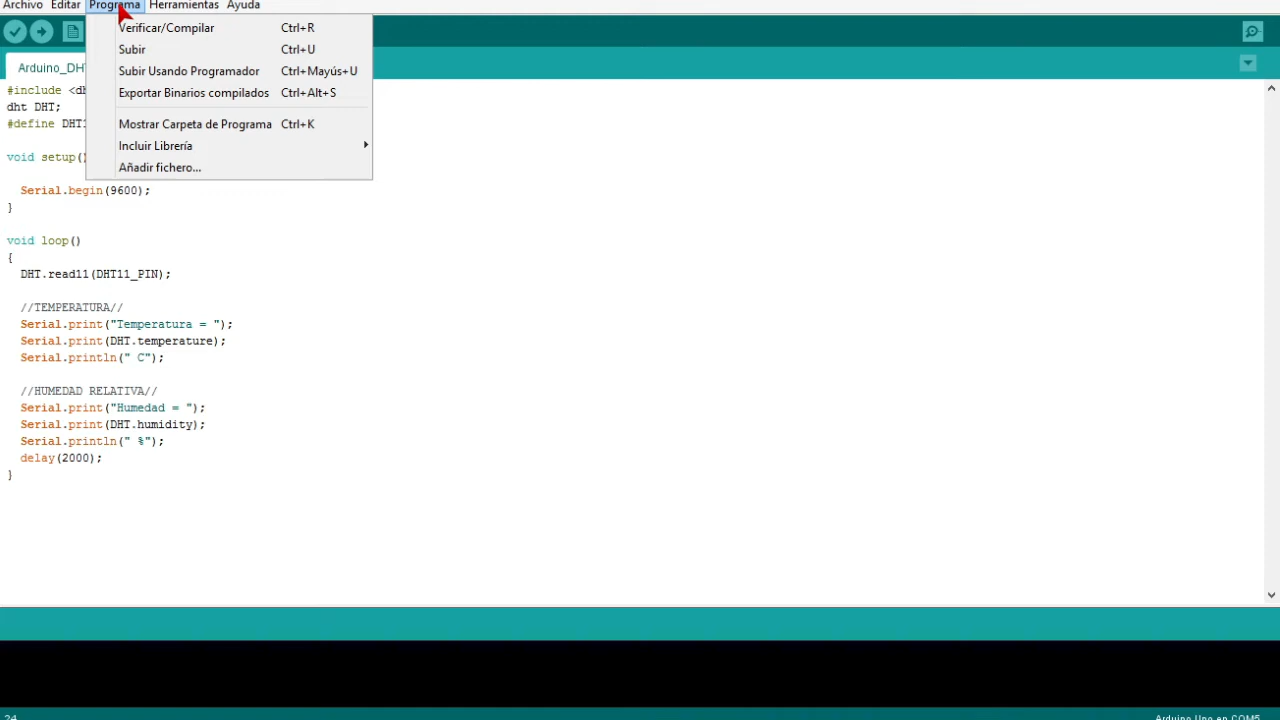 Archivo Editar Programa Herramientas Ayuda
Verificar/Compilar Ctrl+R
Subir Ctrl+U
Subir Usando Programador Ctrl+Mayús+U
Exportar Binarios compilados Ctrl+Alt+S
Mostrar Carpeta de Programa Ctrl+K
Incluir Librería
Añadir fichero...
Arduino_DH
#include <dh
dht DHT;
#define DHT1
void setup()
Serial.begin(9600);
}
void loop()
{
DHT.read11(DHT11_PIN);
//TEMPERATURA//
Serial.print("Temperatura = ");
Serial.print(DHT.temperature);
Serial.println(" C");
//HUMEDAD RELATIVA//
Serial.print("Humedad = ");
Serial.print(DHT.humidity);
Serial.println(" %");
delay(2000);
}
24 Arduino Uno en COM5